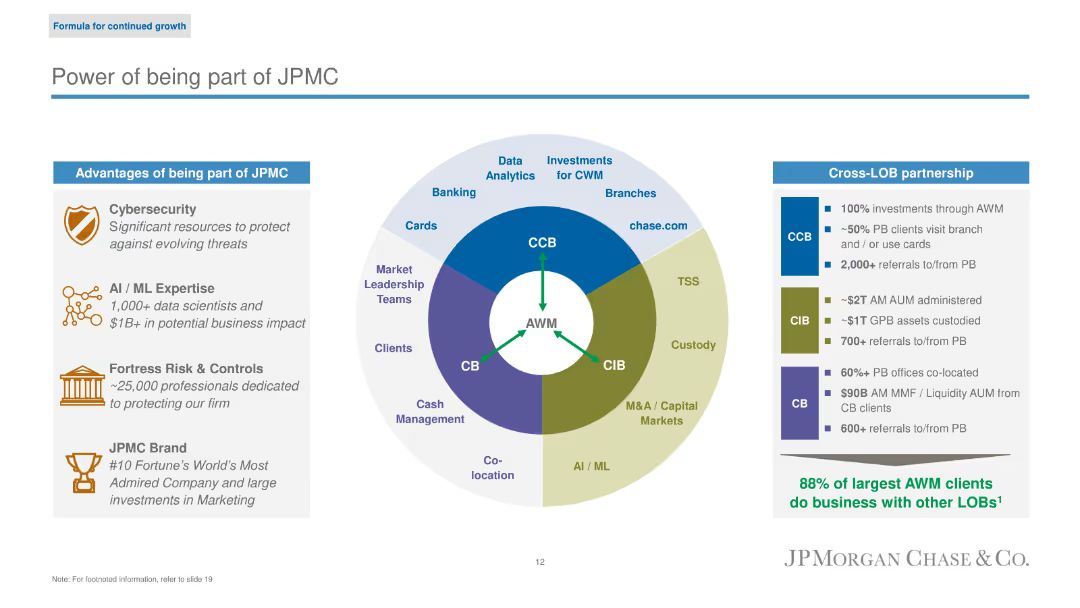 Formula for continued growth
Power of being part of JPMC
Advantages of being part of JPMC
Cybersecurity
Significant resources to protect
against evolving threats
AI / ML Expertise
1,000+ data scientists and
$1B+ in potential business impact
Fortress Risk & Controls
~25,000 professionals dedicated
to protecting our firm
JPMC Brand
#10 Fortune's World's Most
Admired Company and large
investments in Marketing
Data
Analytics
Investments
for CWM
Banking
Branches
Cards
chase.com
CCB
Market
Leadership
Teams
TSS
AWM
Clients
Custody
CB
CIB
Cash
Management
M&A / Capital
Markets
Co-
location
AI / ML
Cross-LOB partnership
CCB
100% investments through AWM
~50% PB clients visit branch
and / or use cards
2,000+ referrals to/from PB
CIB
~$2T AM AUM administered
~$1T GPB assets custodied
700+ referrals to/from PB
CB
60%+ PB offices co-located
$90B AM MMF / Liquidity AUM from
CB clients
600+ referrals to/from PB
88% of largest AWM clients
do business with other LOBs¹
12
JPMORGAN CHASE & CO.
Note: For footnoted information, refer to slide 19